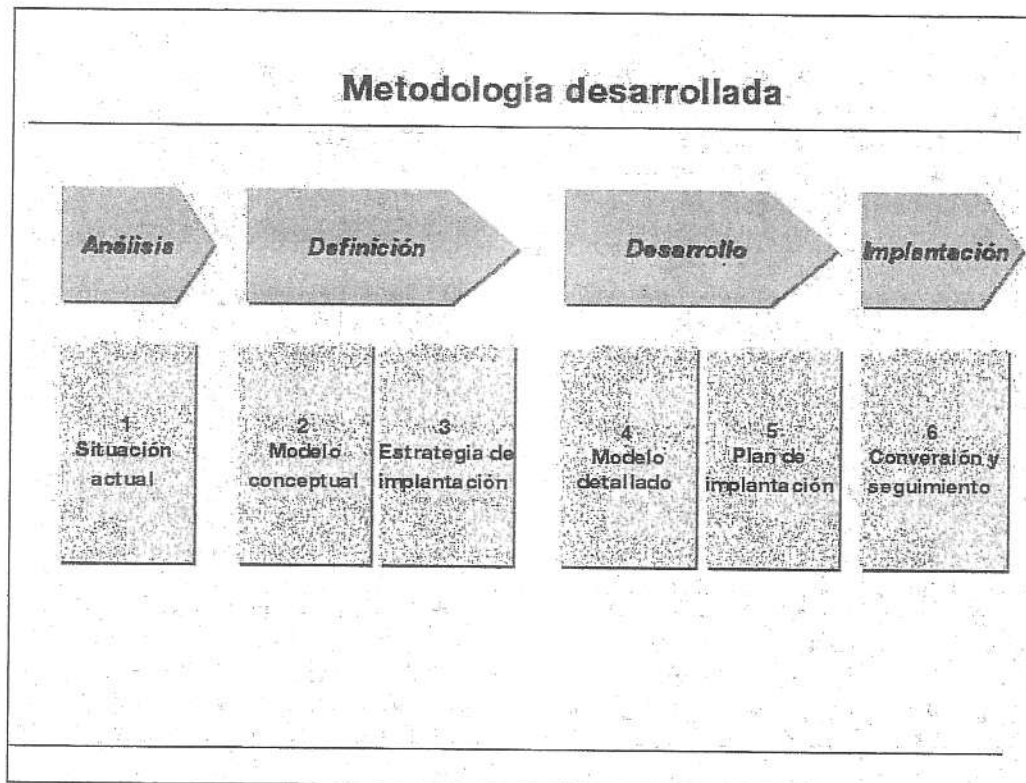 Metodología desarrollada
Análisis
Definición
Desarrollo
Implantación
1
Situación
actual
2
Modelo
conceptual
3
Estrategia de
implantación
4
Modelo
detallado
5
Plan de
implantación
6
Conversión y
seguimiento